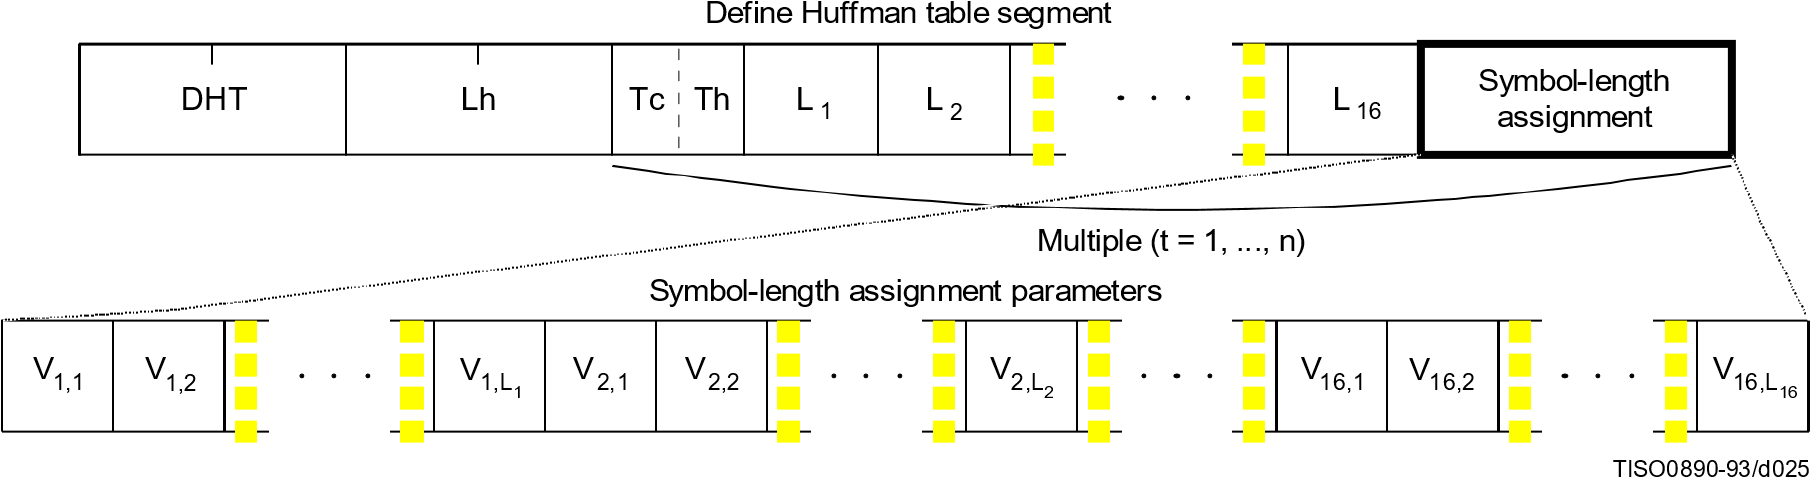 Define Huffman table segment
DHT Lh Tc Th L 1 L 2 . . . L 16 Symbol-length
assignment
Multiple (t = 1, ..., n)
Symbol-length assignment parameters
V1,1 V1,2 . . . V1,L1 V2,1 V2,2 . . . V2,L2 . . . V16,1 V16,2 . . . V16,L16
TISO0890-93/d025